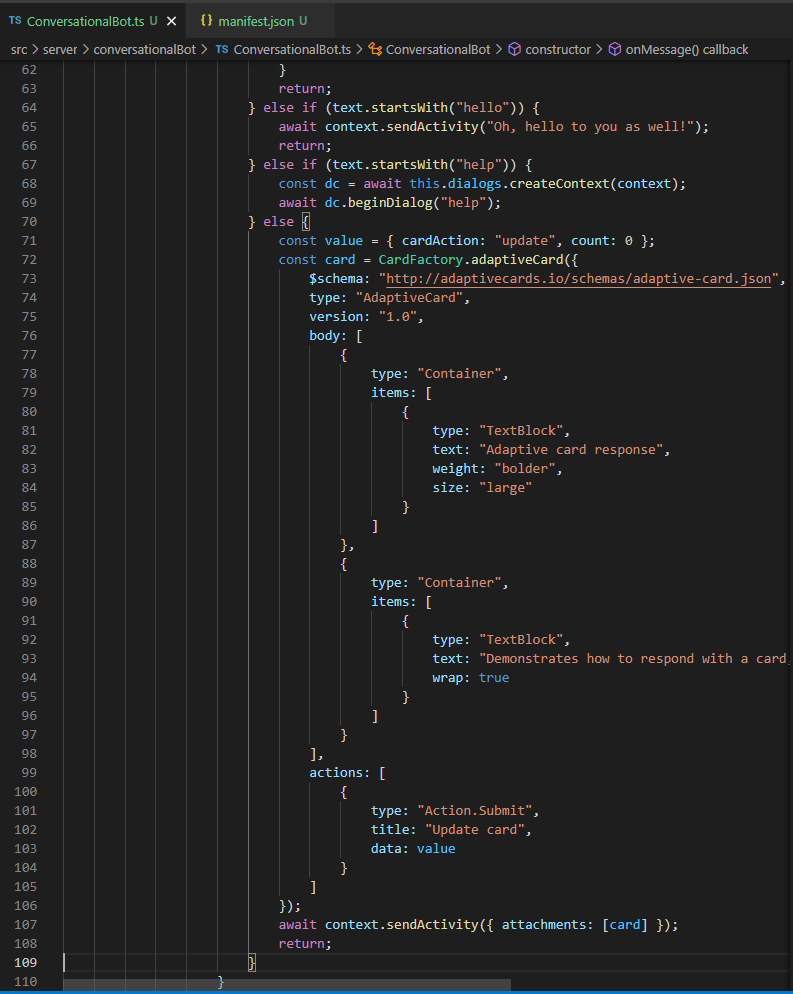 TS ConversationalBot.ts U ✕ {} manifest.json U
src > server > conversationalBot > TS ConversationalBot.ts > ConversationalBot > constructor > onMessage() callback
62 }
63 return;
64 } else if (text.startsWith("hello")) {
65 await context.sendActivity("Oh, hello to you as well!");
66 return;
67 } else if (text.startsWith("help")) {
68 const dc = await this.dialogs.createContext(context);
69 await dc.beginDialog("help");
70 } else {
71 const value = { cardAction: "update", count: 0 };
72 const card = CardFactory.adaptiveCard({
73 $schema: "http://adaptivecards.io/schemas/adaptive-card.json",
74 type: "AdaptiveCard",
75 version: "1.0",
76 body: [
77 {
78 type: "Container",
79 items: [
80 {
81 type: "TextBlock",
82 text: "Adaptive card response",
83 weight: "bolder",
84 size: "large"
85 }
86 ]
87 },
88 {
89 type: "Container",
90 items: [
91 {
92 type: "TextBlock",
93 text: "Demonstrates how to respond with a card
94 wrap: true
95 }
96 ]
97 }
98 ],
99 actions: [
100 {
101 type: "Action.Submit",
102 title: "Update card",
103 data: value
104 }
105 ]
106 });
107 await context.sendActivity({ attachments: [card] });
108 return;
109 }
110 }